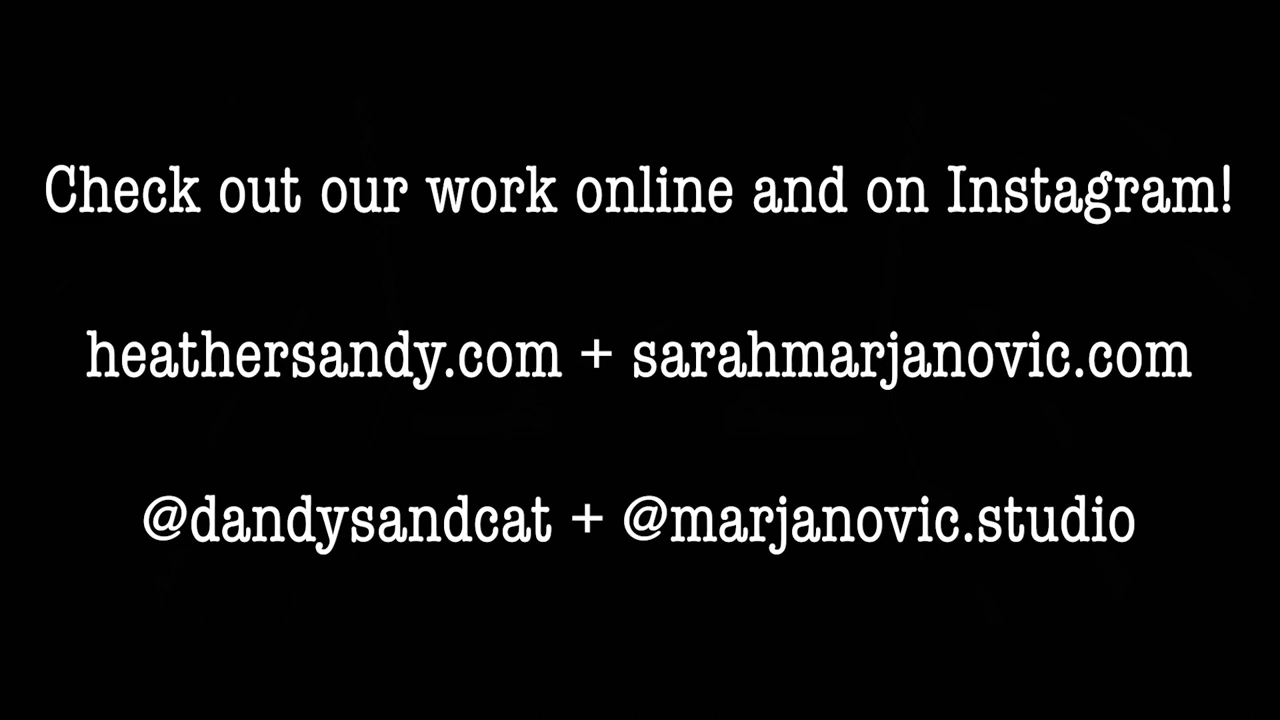 Check out our work online and on Instagram!
heathersandy.com + sarahmarjanovic.com
@dandysandcat + @marjanovic.studio